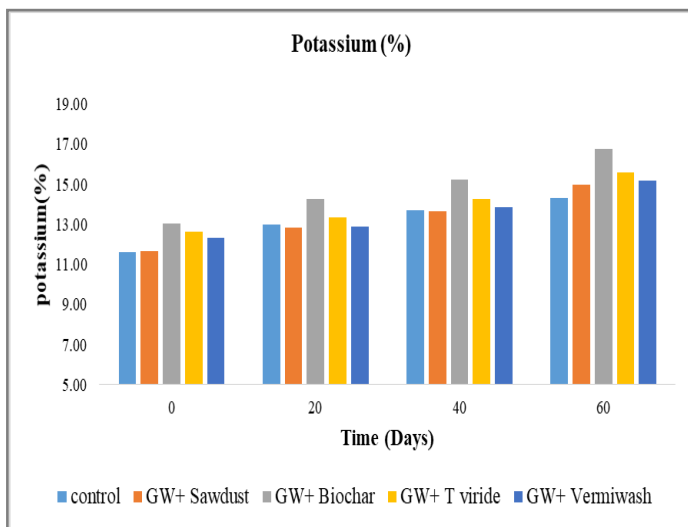 Potassium (%)
19.00
17.00
15.00
13.00
11.00
9.00
7.00
5.00
potassium(%)
0 20 40 60
Time (Days)
control GW+ Sawdust GW+ Biochar GW+ T viride GW+ Vermiwash